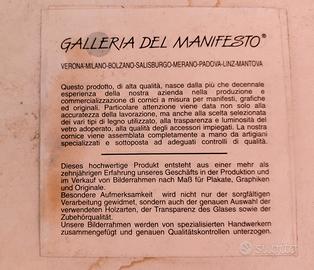 GALLERIA DEL MANIFESTO®
VERONA-MILANO-BOLZANO-SALISBURGO-MERANO-PADOVA-LINZ-MANTOVA
Questo prodotto, di alta qualità, nasce dalla più che decennale
esperienza della nostra azienda nella produzione e
commercializzazione di cornici a misura per manifesti, grafiche
ed originali. Particolare attenzione viene data non solo alla
accuratezza della lavorazione, ma anche alla scelta selezionata
dei vari tipi di legno utilizzato, alla trasparenza e luminosità del
vetro adoperato, alla qualità degli accessori impiegati. La nostra
cornice viene assemblata completamente a mano da artigiani
specializzati e sottoposta ad adeguati controlli di qualità.
Dieses hochwertige Produkt entsteht aus einer mehr als
zehnjährigen Erfahrung unseres Geschäfts in der Produktion und
im Verkauf von Bilderrahmen nach Maß für Plakate, Graphiken
und Originale.
Besondere Aufmerksamkeit wird nicht nur der sorgfältigen
Verarbeitung gewidmet, sondern auch der genauen Auswahl der
verwendeten Holzarten, der Transparenz des Glases sowie der
Zubehörqualität.
Unsere Bilderrahmen werden von spezialisierten Handwerkern
zusammengefügt und genauen Qualitätskontrollen unterzogen.
subito